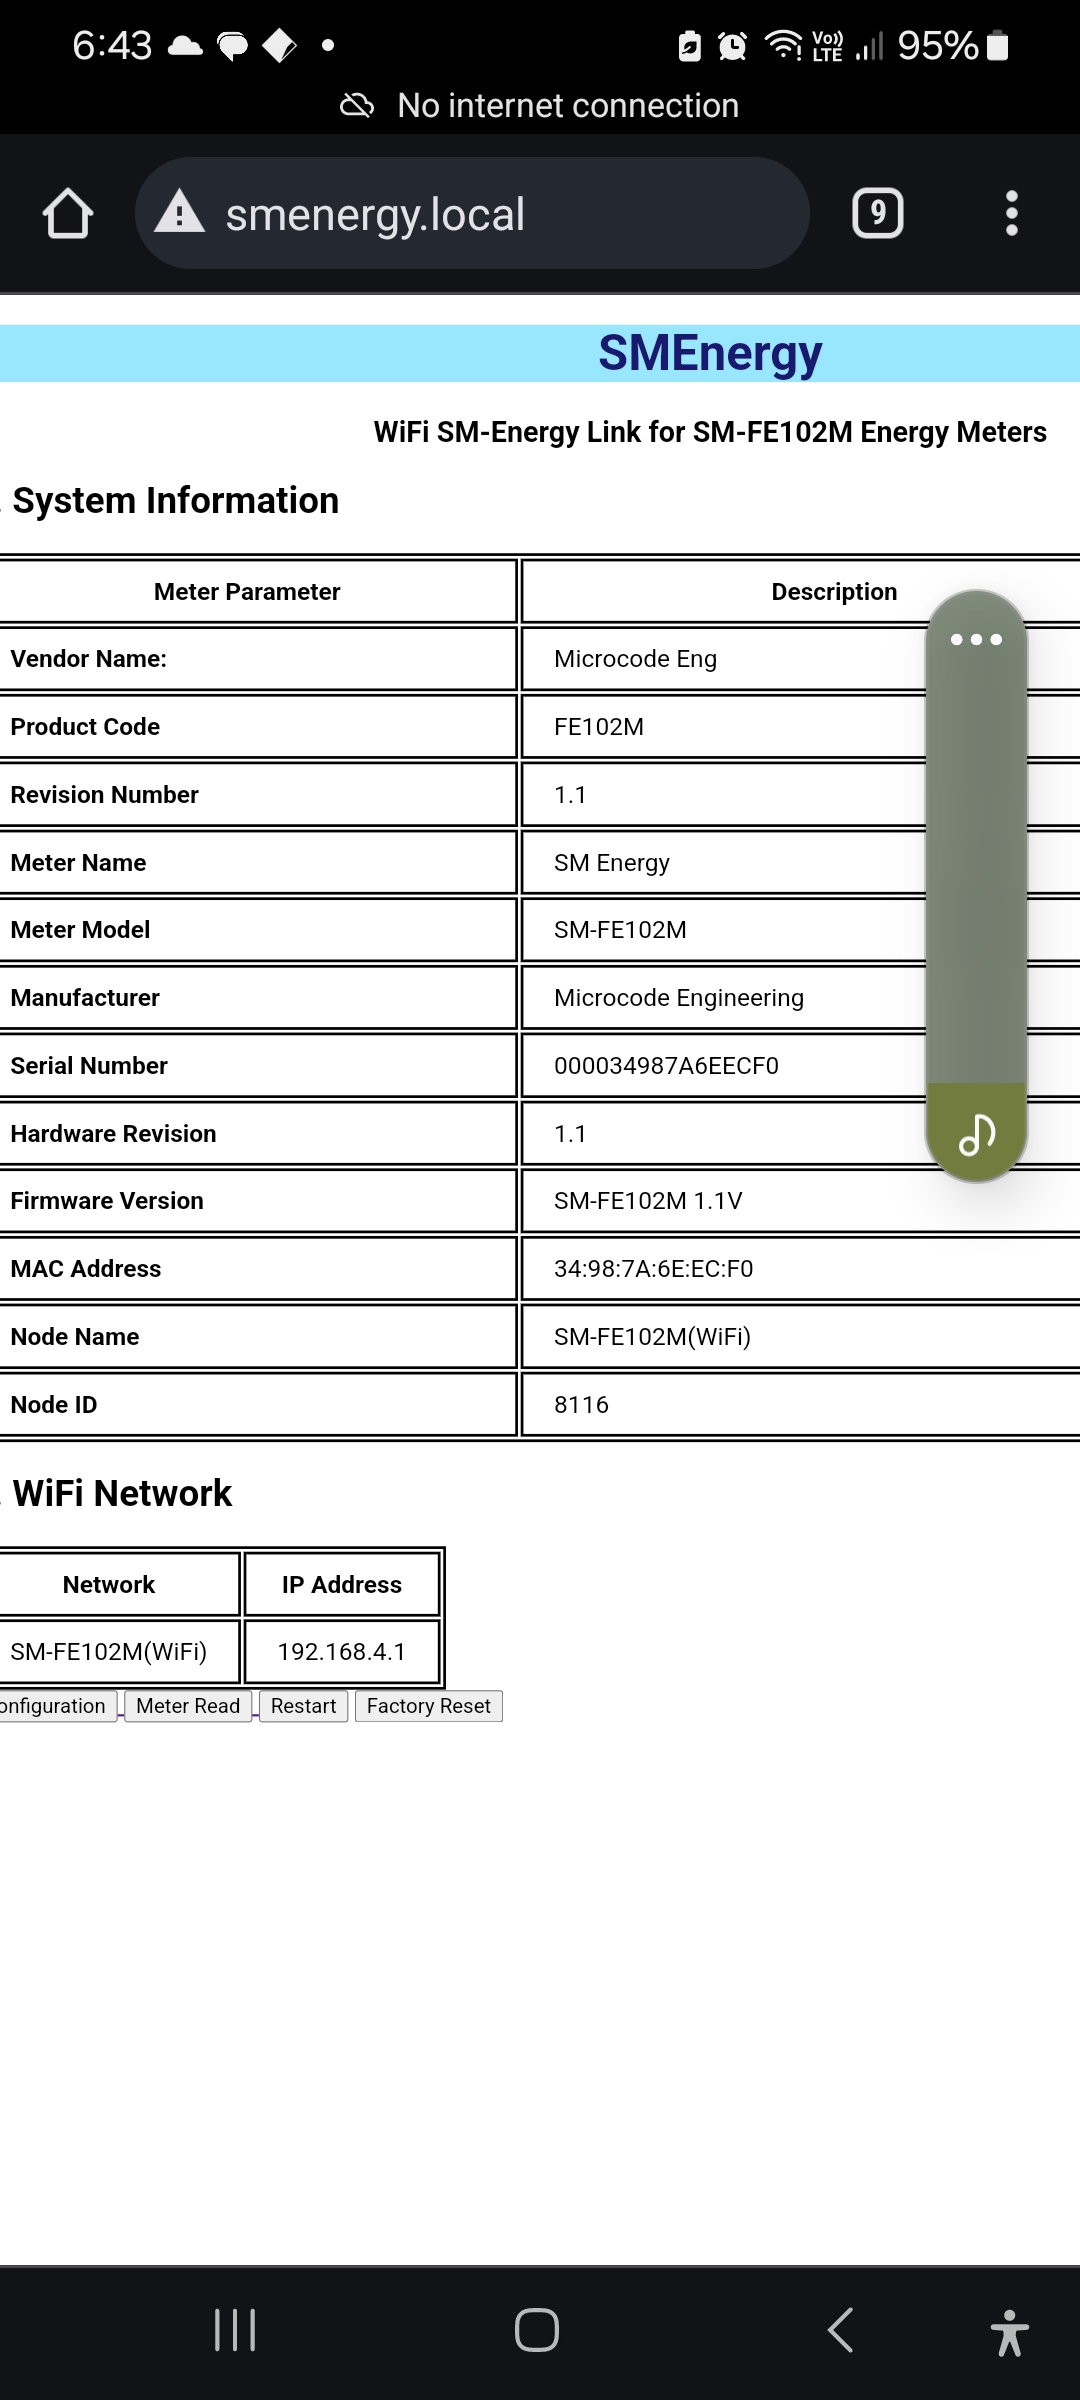 6:43 Vo)) LTE 95%
No internet connection
smenergy.local 9
SMEnergy
WiFi SM-Energy Link for SM-FE102M Energy Meters
. System Information
Meter Parameter Description
Vendor Name: Microcode Eng
Product Code FE102M
Revision Number 1.1
Meter Name SM Energy
Meter Model SM-FE102M
Manufacturer Microcode Engineering
Serial Number 000034987A6EECF0
Hardware Revision 1.1
Firmware Version SM-FE102M 1.1V
MAC Address 34:98:7A:6E:EC:F0
Node Name SM-FE102M(WiFi)
Node ID 8116
. WiFi Network
Network IP Address
SM-FE102M(WiFi) 192.168.4.1
onfiguration Meter Read Restart Factory Reset